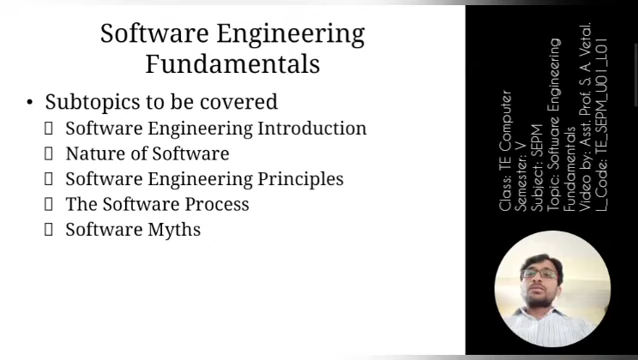 Software Engineering
Fundamentals
• Subtopics to be covered
Software Engineering Introduction
Nature of Software
Software Engineering Principles
The Software Process
Software Myths
Class: TE Computer
Semester: V
Subject: SEPM
Topic: Software Engineering
Fundamentals
Video by: Asst. Prof. S. A. Vetal.
L_Code: TE_SEPM_U01_L01